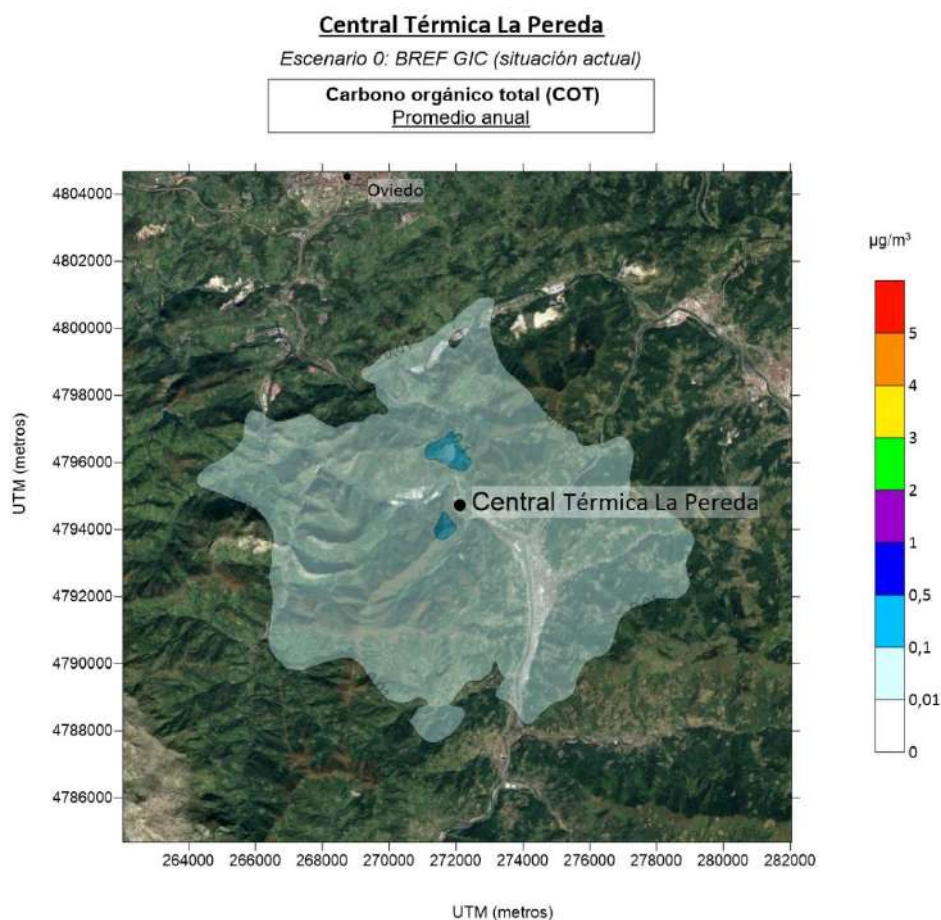 Central Térmica La Pereda
Escenario 0: BREF GIC (situación actual)
Carbono orgánico total (COT)
Promedio anual
Oviedo
Central Térmica La Pereda
4804000
4802000
4800000
4798000
4796000
4794000
4792000
4790000
4788000
4786000
UTM (metros)
264000 266000 268000 270000 272000 274000 276000 278000 280000 282000
UTM (metros)
µg/m³
5
4
3
2
1
0,5
0,1
0,01
0